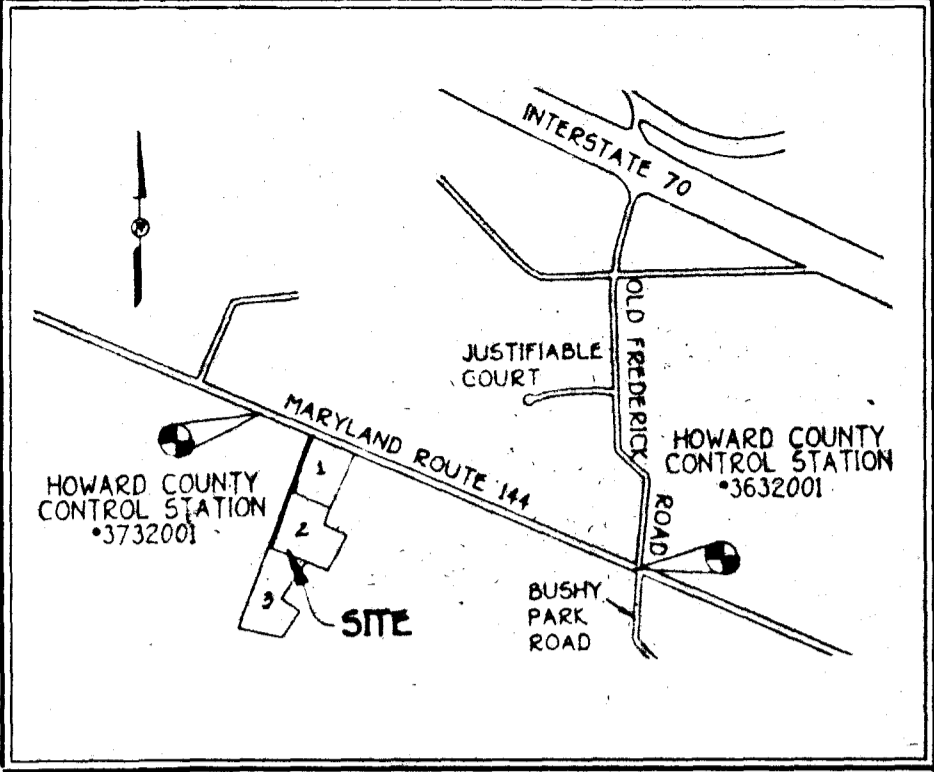 INTERSTATE 70
OLD FREDERICK ROAD
JUSTIFIABLE
COURT
MARYLAND ROUTE 144
HOWARD COUNTY
CONTROL STATION
•3632001
HOWARD COUNTY
CONTROL STATION
•3732001
1
2
3
SITE
BUSHY
PARK
ROAD